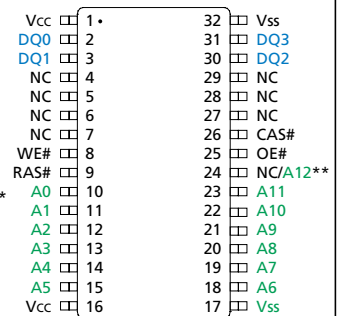 Vcc 1• 32 Vss
DQ0 2 31 DQ3
DQ1 3 30 DQ2
NC 4 29 NC
NC 5 28 NC
NC 6 27 NC
NC 7 26 CAS#
WE# 8 25 OE#
RAS# 9 24 NC/A12**
* A0 10 23 A11
A1 11 22 A10
A2 12 21 A9
A3 13 20 A8
A4 14 19 A7
A5 15 18 A6
Vcc 16 17 Vss